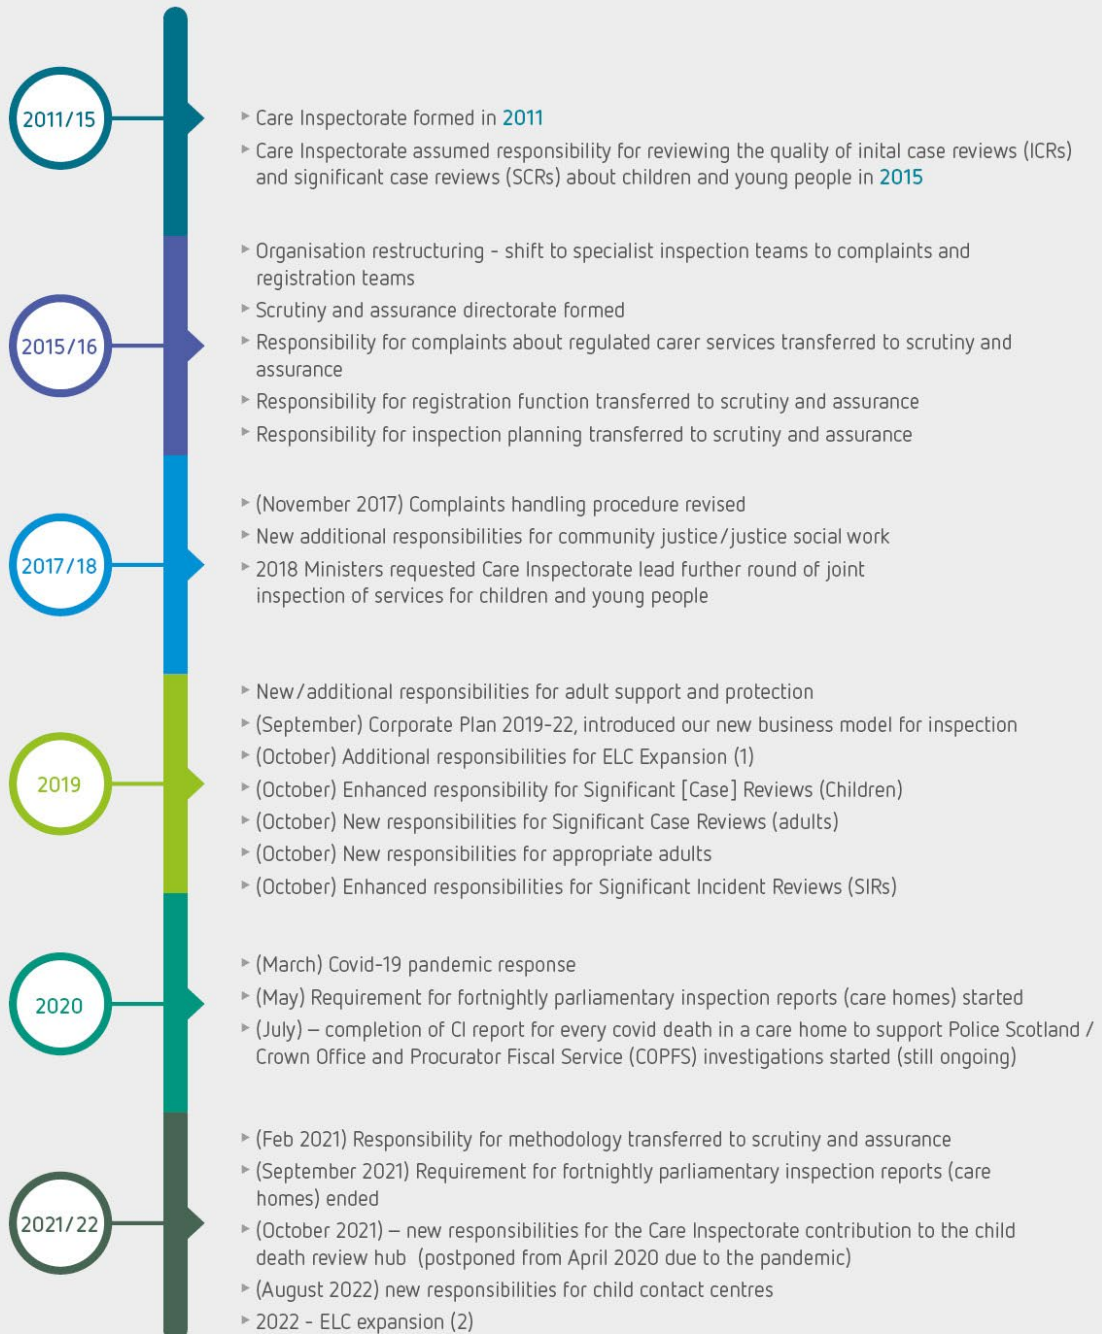 2011/15
▸ Care Inspectorate formed in 2011
▸ Care Inspectorate assumed responsibility for reviewing the quality of inital case reviews (ICRs)
and significant case reviews (SCRs) about children and young people in 2015
2015/16
▸ Organisation restructuring - shift to specialist inspection teams to complaints and
registration teams
▸ Scrutiny and assurance directorate formed
▸ Responsibility for complaints about regulated carer services transferred to scrutiny and
assurance
▸ Responsibility for registration function transferred to scrutiny and assurance
▸ Responsibility for inspection planning transferred to scrutiny and assurance
2017/18
▸ (November 2017) Complaints handling procedure revised
▸ New additional responsibilities for community justice/justice social work
▸ 2018 Ministers requested Care Inspectorate lead further round of joint
inspection of services for children and young people
2019
▸ New/additional responsibilities for adult support and protection
▸ (September) Corporate Plan 2019-22, introduced our new business model for inspection
▸ (October) Additional responsibilities for ELC Expansion (1)
▸ (October) Enhanced responsibility for Significant [Case] Reviews (Children)
▸ (October) New responsibilities for Significant Case Reviews (adults)
▸ (October) New responsibilities for appropriate adults
▸ (October) Enhanced responsibilities for Significant Incident Reviews (SIRs)
2020
▸ (March) Covid-19 pandemic response
▸ (May) Requirement for fortnightly parliamentary inspection reports (care homes) started
▸ (July) – completion of CI report for every covid death in a care home to support Police Scotland /
Crown Office and Procurator Fiscal Service (COPFS) investigations started (still ongoing)
2021/22
▸ (Feb 2021) Responsibility for methodology transferred to scrutiny and assurance
▸ (September 2021) Requirement for fortnightly parliamentary inspection reports (care
homes) ended
▸ (October 2021) – new responsibilities for the Care Inspectorate contribution to the child
death review hub (postponed from April 2020 due to the pandemic)
▸ (August 2022) new responsibilities for child contact centres
▸ 2022 - ELC expansion (2)